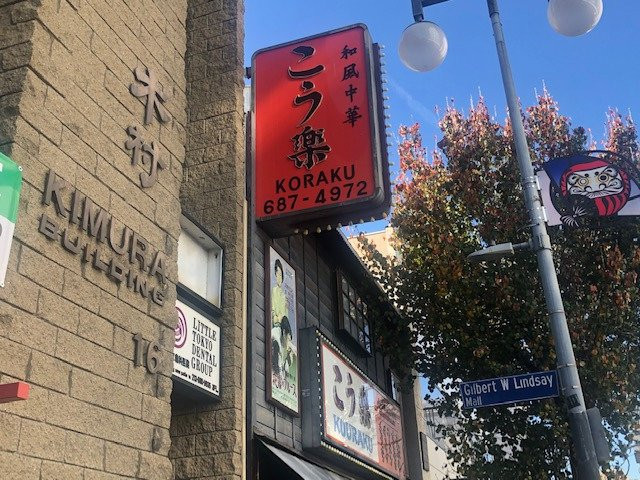 木村
KIMURA
BUILDING
16
和風中華
こう楽
KORAKU
687-4972
LITTLE
TOKYO
DENTAL
GROUP
こう楽
KOURAKU
Gilbert W Lindsay
Mall